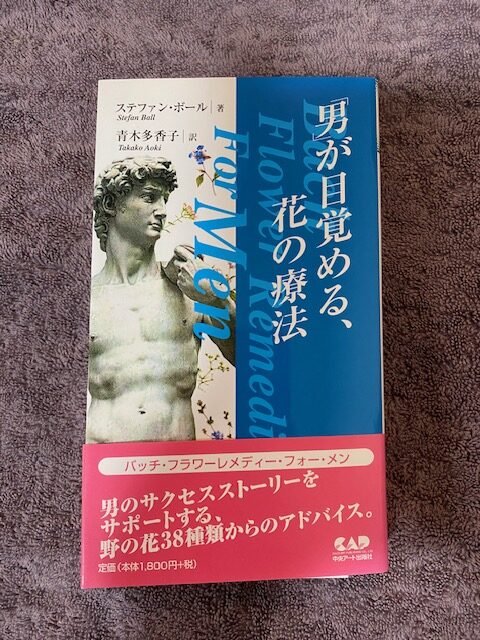 ステファン・ボール 著
Stefan Ball
青木多香子 訳
Takako Aoki
「男」が目覚める、
花の療法
Bach
Flower Remedi
For Men
バッチ・フラワーレメディー・フォー・メン
男のサクセスストーリーを
サポートする、
野の花38種類からのアドバイス。
定価(本体1,800円+税)
CAP
中央アート出版社